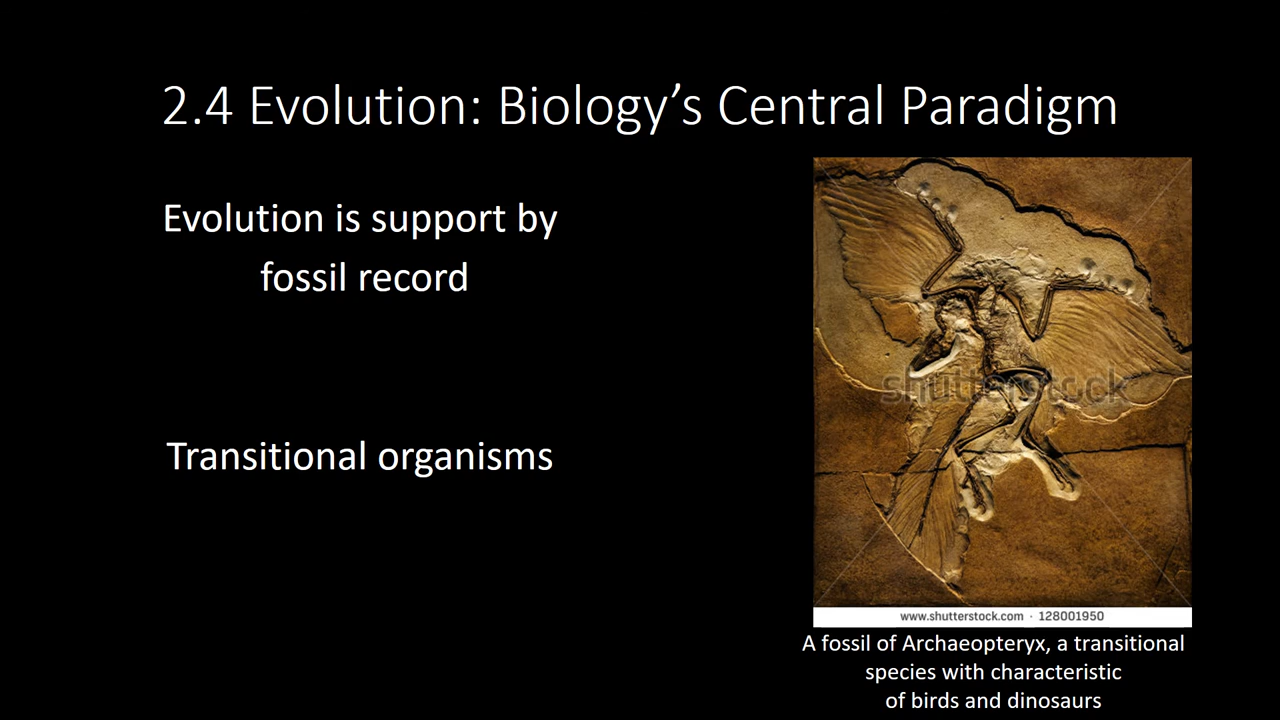 2.4 Evolution: Biology’s Central Paradigm
Evolution is support by
fossil record
Transitional organisms
shutterstock
www.shutterstock.com · 128001950
A fossil of Archaeopteryx, a transitional
species with characteristic
of birds and dinosaurs